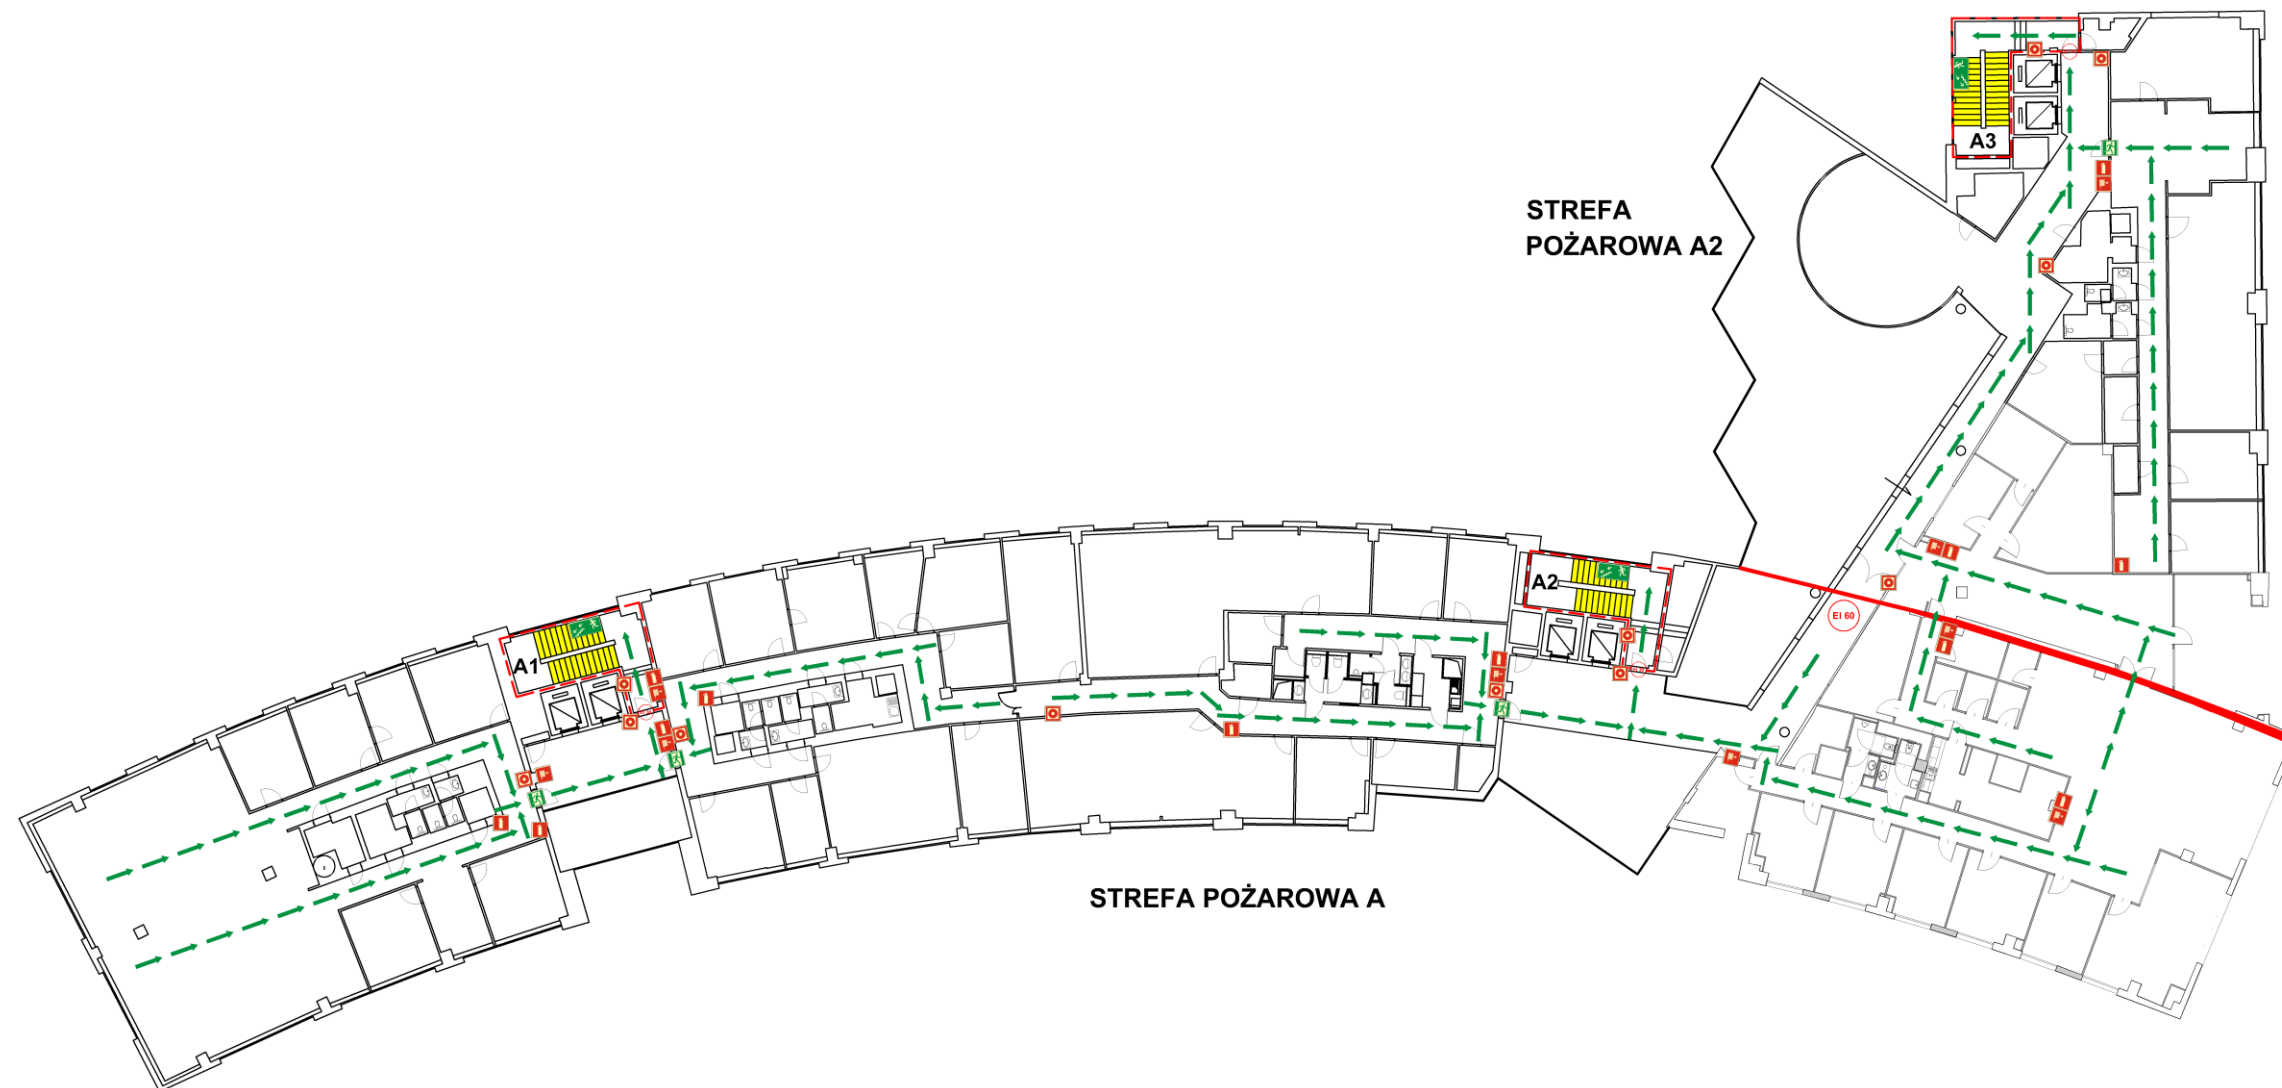 A3
STREFA
POŻAROWA A2
A2
EI 60
A1
STREFA POŻAROWA A